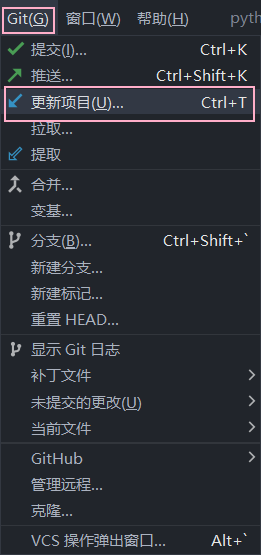 Git(G) 窗口(W) 帮助(H) pyth
提交(I)... Ctrl+K
推送... Ctrl+Shift+K
更新项目(U)... Ctrl+T
拉取...
提取
合并...
变基...
分支(B)... Ctrl+Shift+`
新建分支...
新建标记...
重置 HEAD...
显示 Git 日志
补丁文件
未提交的更改(U)
当前文件
GitHub
管理远程...
克隆...
VCS 操作弹出窗口... Alt+`